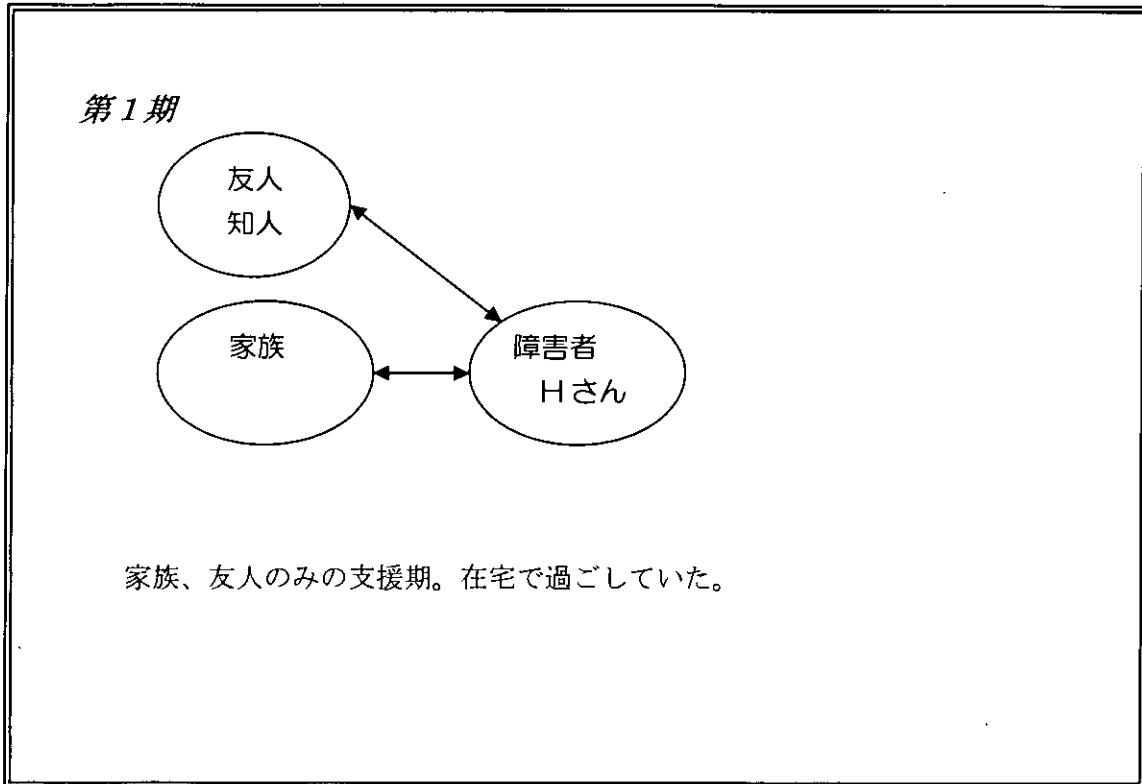 第1期
友人
知人
家族
障害者
Hさん
家族、友人のみの支援期。在宅で過ごしていた。